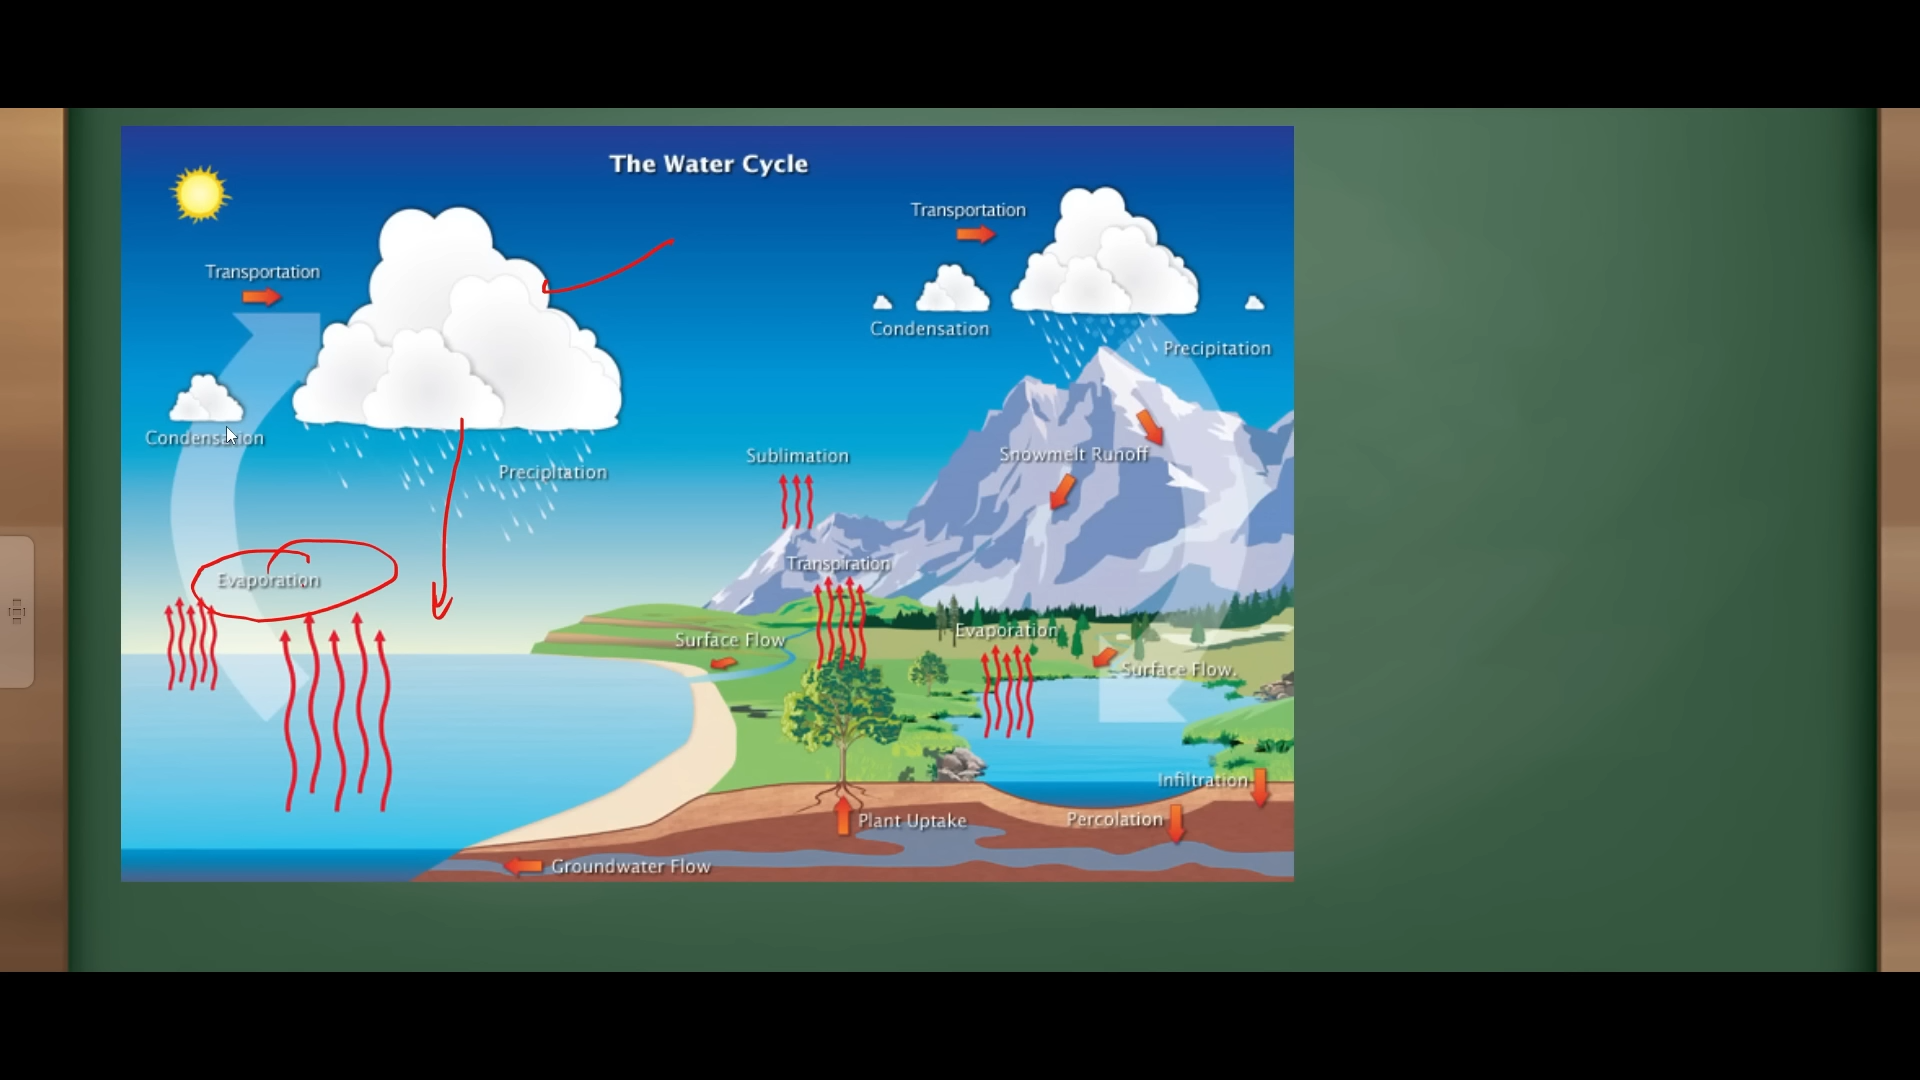 The Water Cycle
Transportation
Transportation
Condensation
Precipitation
Condensation
Precipitation
Sublimation
Snowmelt Runoff
Transpiration
Evaporation
Surface Flow
Evaporation
Surface Flow
Infiltration
Plant Uptake
Percolation
Groundwater Flow